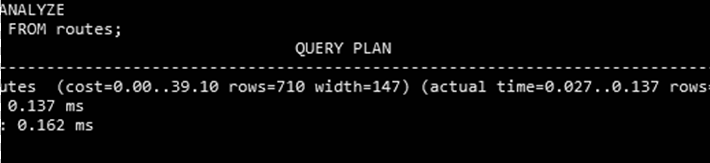 ANALYZE
FROM routes;
QUERY PLAN
--------------------------------------------------------------------------------------------------
utes  (cost=0.00..39.10 rows=710 width=147) (actual time=0.027..0.137 rows=
0.137 ms
: 0.162 ms